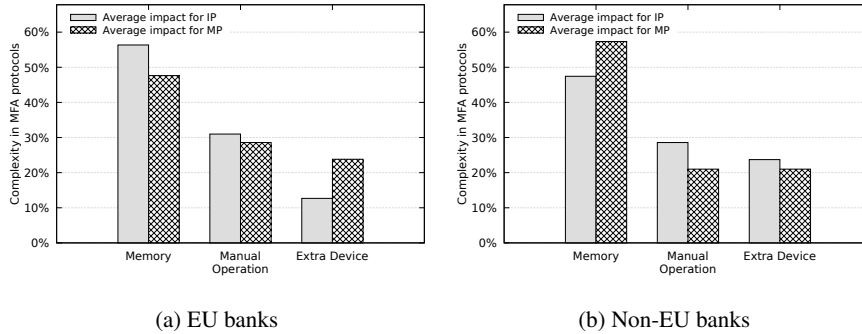 Average impact for IP
Average impact for MP
Complexity in MFA protocols
60%
50%
40%
30%
20%
10%
0%
Memory
Manual
Operation
Extra Device
(a) EU banks
Average impact for IP
Average impact for MP
Complexity in MFA protocols
60%
50%
40%
30%
20%
10%
0%
Memory
Manual
Operation
Extra Device
(b) Non-EU banks